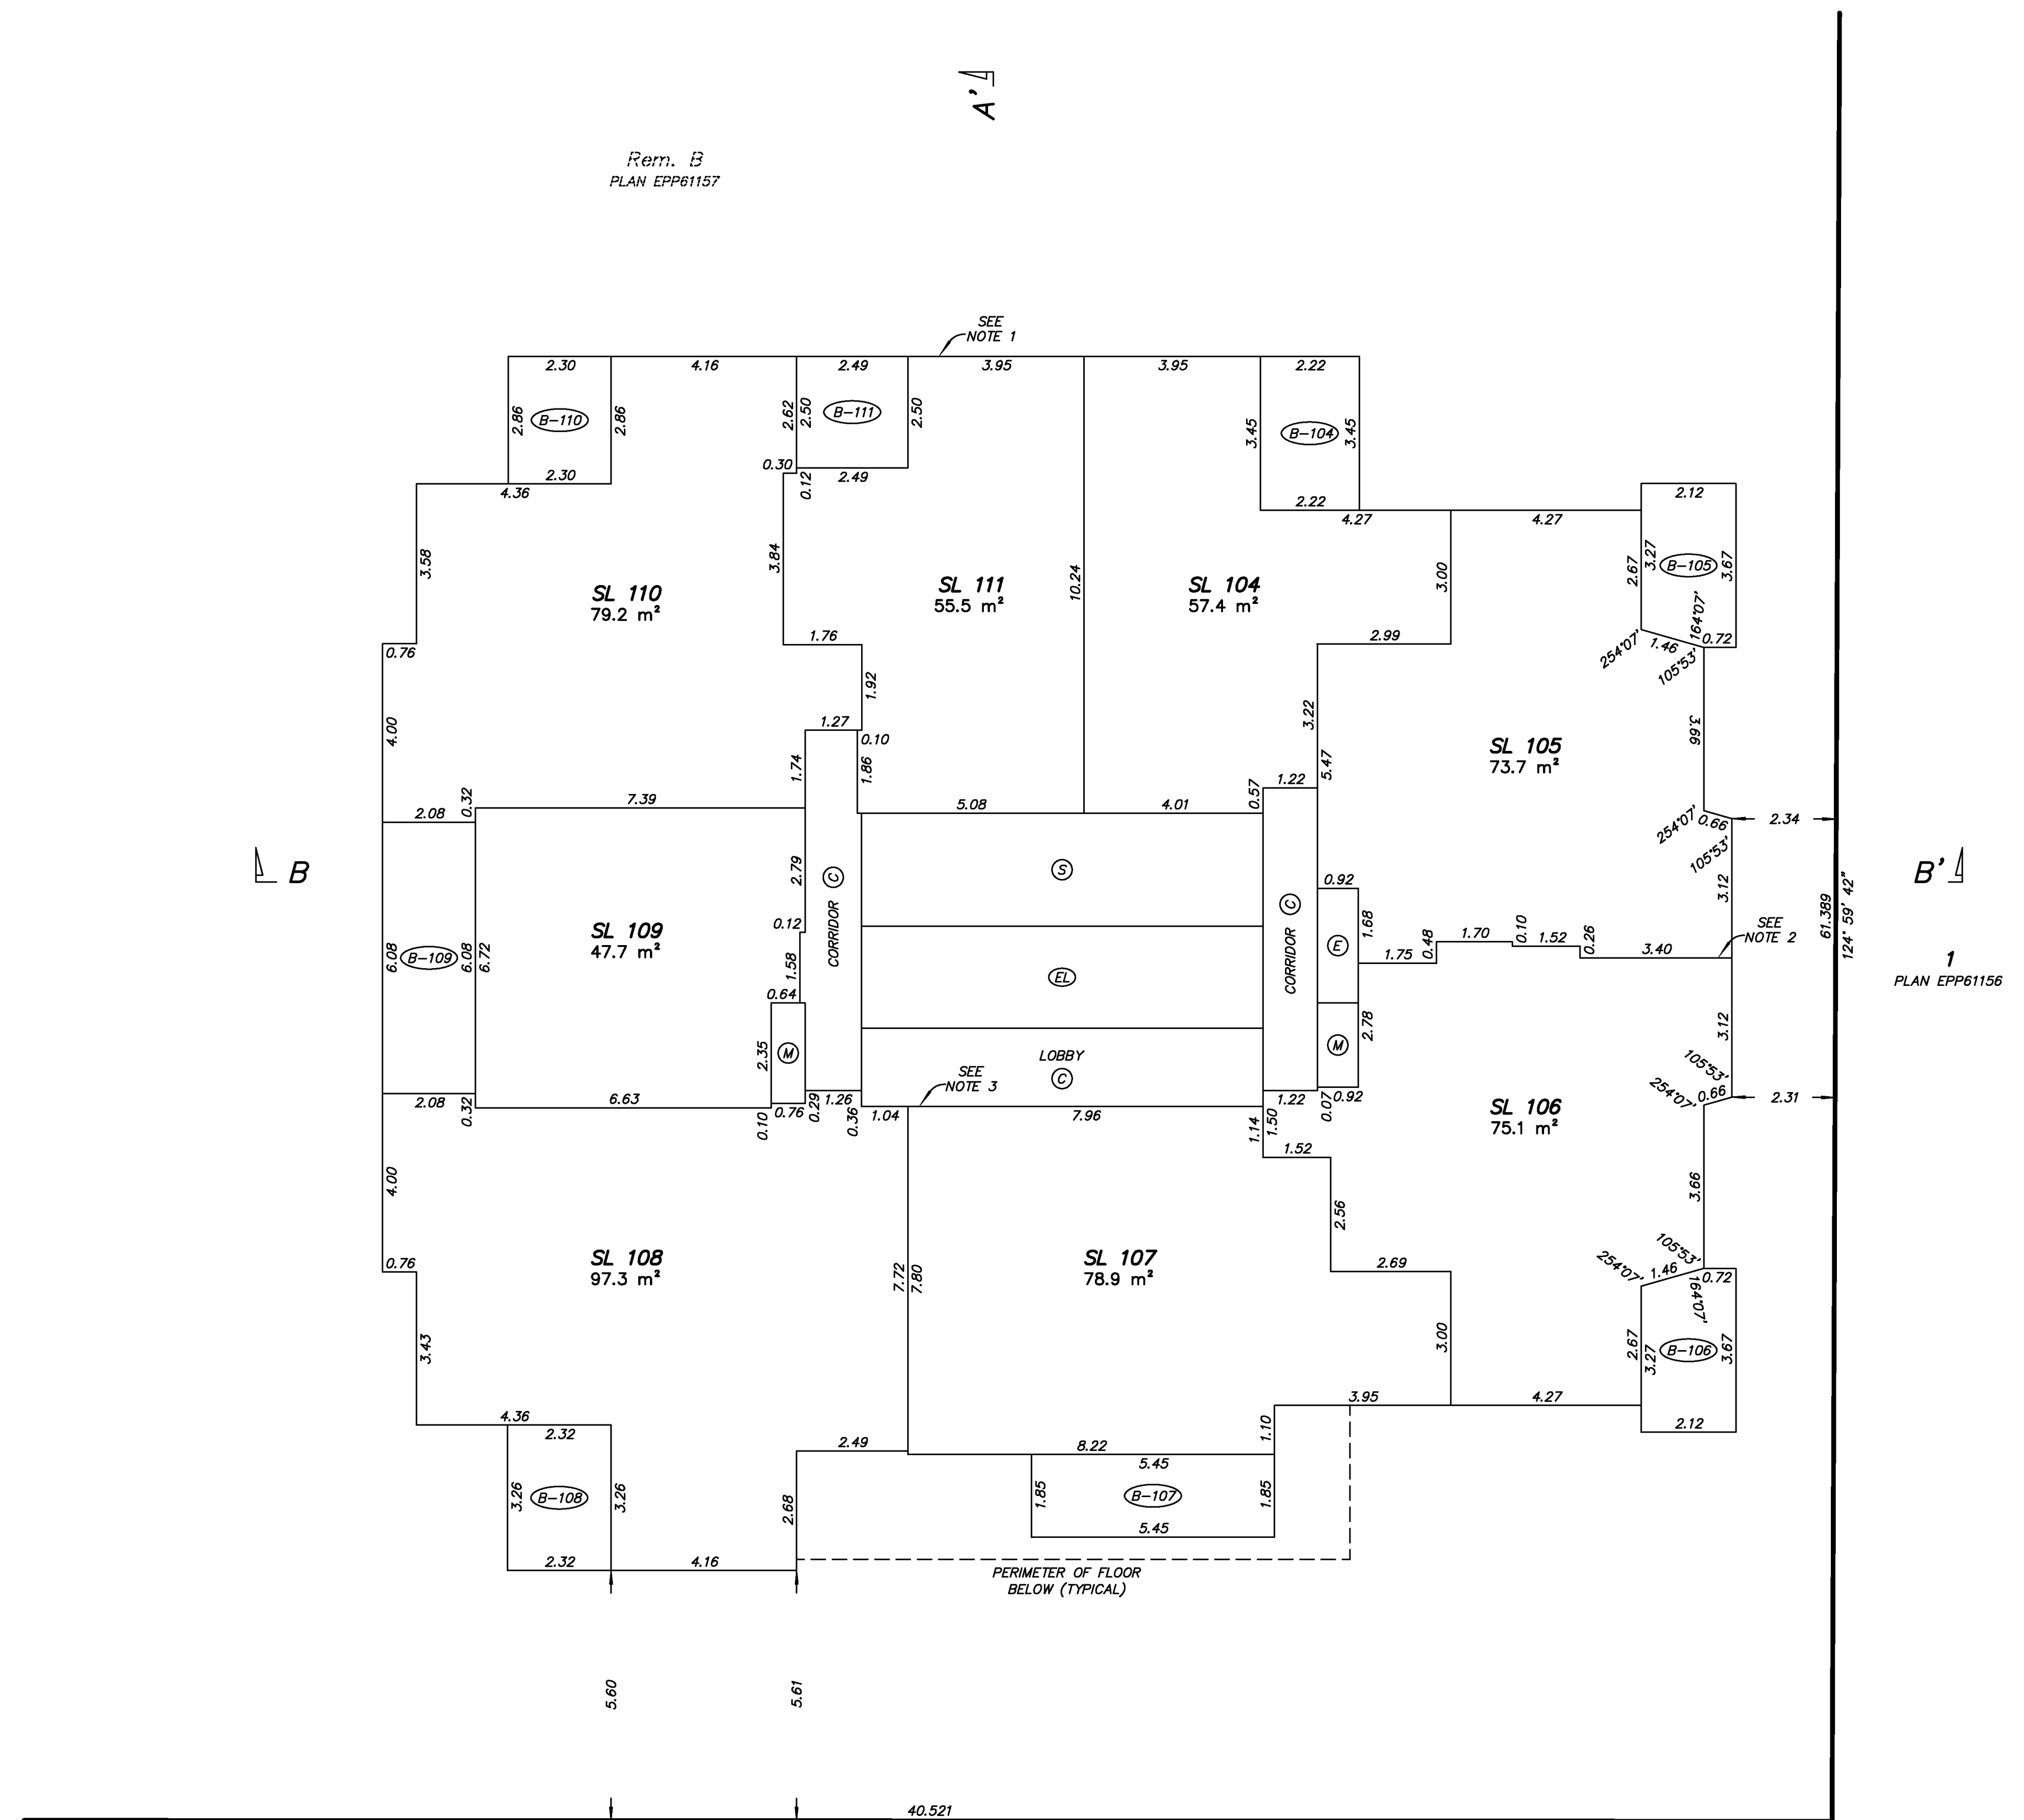 A'
Rem. B
PLAN EPP61157
SEE
NOTE 1
2.30
4.16
2.49
3.95
3.95
2.22
2.86
B-110
2.86
2.62
2.50
B-111
2.50
3.45
B-104
3.45
0.30
0.12
2.49
2.30
4.36
2.22
4.27
4.27
2.12
3.58
3.84
10.24
3.00
2.67
3.27
B-105
3.67
SL 110
79.2 m²
SL 111
55.5 m²
SL 104
57.4 m²
164°07'
254°07'
1.46
0.72
105°53'
0.76
1.76
2.99
1.92
4.00
1.27
0.10
1.74
1.86
3.22
5.47
3.66
SL 105
73.7 m²
0.32
2.08
7.39
5.08
4.01
0.57
1.22
254°07'
0.66
105°53'
2.34
B
B'
2.79
C
CORRIDOR
S
C
CORRIDOR
0.92
1.68
E
3.12
61.389
124° 59' 42"
SL 109
47.7 m²
0.12
1.58
6.08
B-109
6.08
6.72
EL
1.75
0.48
1.70
0.10
1.52
0.26
3.40
SEE
NOTE 2
1
PLAN EPP61156
0.64
2.35
M
LOBBY
C
M
2.78
3.12
SEE
NOTE 3
2.08
0.32
6.63
0.10
0.76
0.29
1.26
0.36
1.04
7.96
1.14
1.50
1.22
0.07
0.92
SL 106
75.1 m²
105°53'
254°07'
0.66
2.31
4.00
1.52
2.56
3.66
SL 108
97.3 m²
SL 107
78.9 m²
7.72
7.80
0.76
2.69
105°53'
254°07'
1.46
0.72
164°07'
3.43
3.00
2.67
3.27
B-106
3.67
4.36
2.32
2.49
8.22
5.45
1.10
3.95
4.27
2.12
3.26
B-108
3.26
2.68
1.85
B-107
1.85
5.45
2.32
4.16
PERIMETER OF FLOOR
BELOW (TYPICAL)
5.60
5.61
40.521